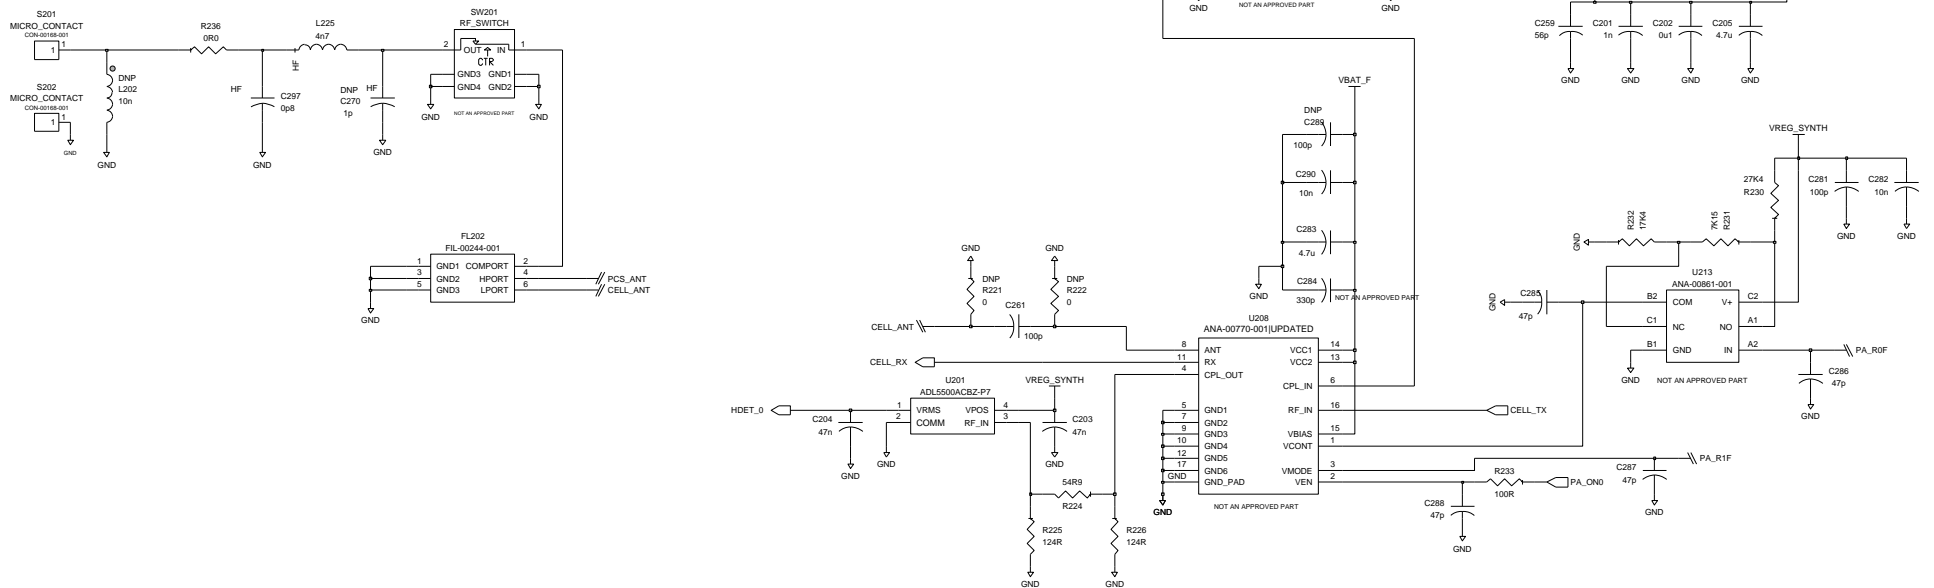 S201
MICRO_CONTACT
CON-00168-001
1
1
S202
MICRO_CONTACT
CON-00168-001
1
1
GND
DNP
L202
10n
GND
R236
0R0
HF
C297
0p8
GND
L225
4n7
HF
DNP
C270
1p
HF
GND
SW201
RF_SWITCH
2
OUT
IN
1
CTR
GND3
GND1
GND4
GND2
GND
GND
NOT AN APPROVED PART
FL202
FIL-00244-001
1
GND1
COMPORT
2
3
GND2
HPORT
4
PCS_ANT
5
GND3
LPORT
6
CELL_ANT
GND
GND
NOT AN APPROVED PART
GND
GND
GND
DNP
R221
0
DNP
R222
0
C261
100p
CELL_ANT
CELL_RX
U201
ADL5500ACBZ-P7
VREG_SYNTH
HDET_0
1
VRMS
VPOS
4
2
COMM
RF_IN
3
C204
47n
GND
GND
C203
47n
GND
54R9
R224
R225
124R
GND
R226
124R
GND
VBAT_F
DNP
C289
100p
C290
10n
C283
4.7u
C284
330p
NOT AN APPROVED PART
GND
U208
ANA-00770-001|UPDATED
8
ANT
VCC1
14
11
RX
VCC2
13
4
CPL_OUT
CPL_IN
6
5
GND1
RF_IN
16
CELL_TX
7
GND2
9
GND3
VBIAS
15
10
GND4
VCONT
1
12
GND5
17
GND6
VMODE
3
PA_R1F
GND
GND_PAD
VEN
2
GND
NOT AN APPROVED PART
R233
100R
PA_ON0
C288
47p
GND
C287
47p
GND
C259
56p
C201
1n
C202
0u1
C205
4.7u
GND
GND
GND
GND
VREG_SYNTH
27K4
R230
C281
100p
C282
10n
GND
GND
GND
R232
17K4
7K15
R231
U213
ANA-00861-001
GND
C285
47p
B2
COM
V+
C2
C1
NC
NO
A1
B1
GND
IN
A2
PA_R0F
GND
NOT AN APPROVED PART
C286
47p
GND